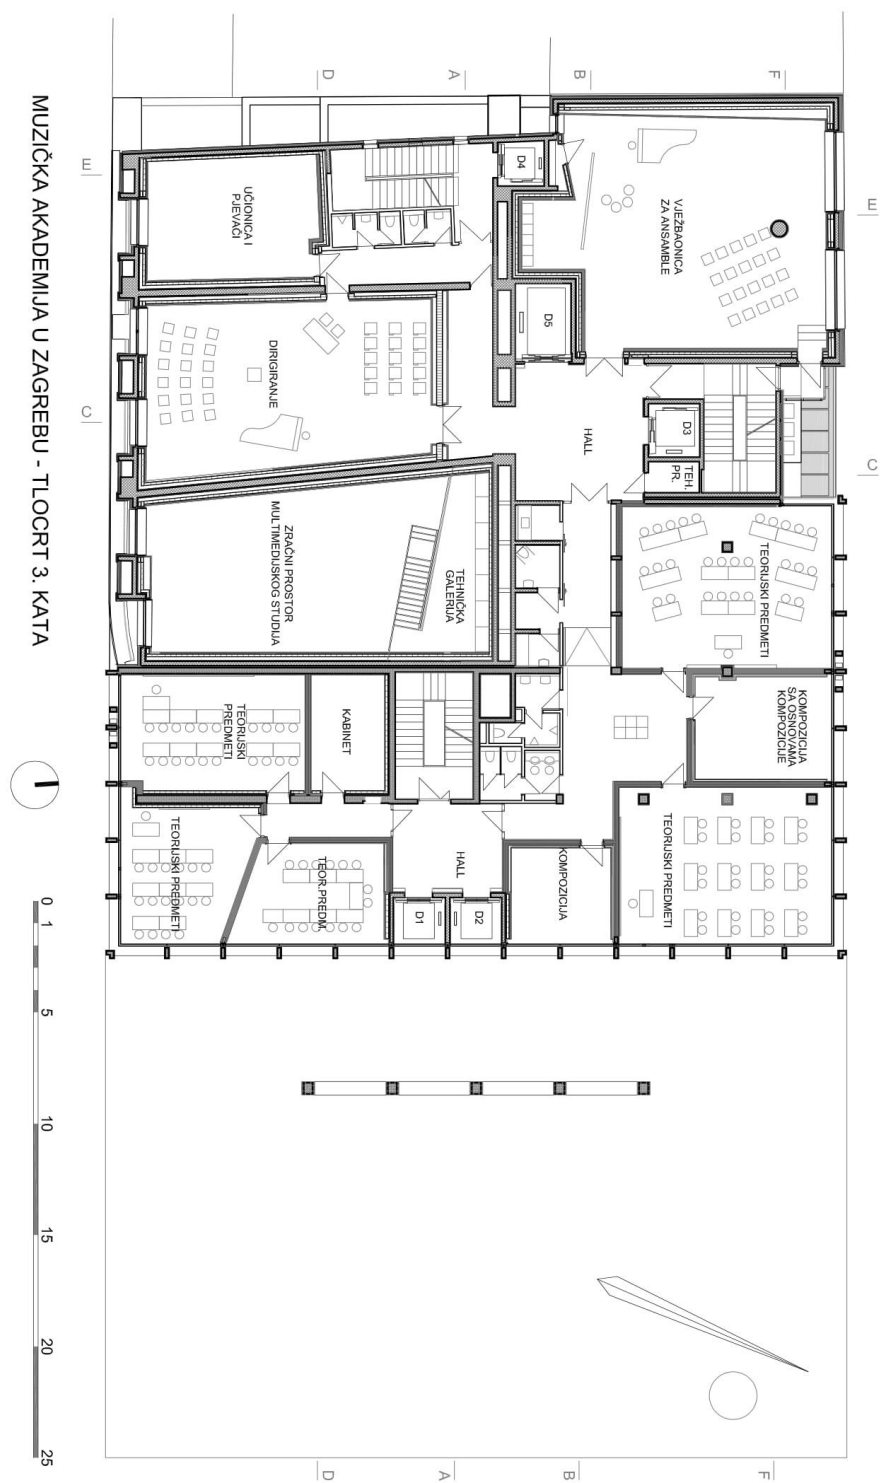 MUZIČKA AKADEMIJA U ZAGREBU - TLOCRT 3. KATA
E
C
D
A
B
F
E
C
D
A
B
F
VJEŽBAONICA
ZA ANSAMBLE
D4
D5
UČIONICA I
PJEVAČI
DIRIGIRANJE
HALL
D3
TEH.
PR.
ZRAČNI PROSTOR
MULTIMEDIJSKOG STUDIJA
TEHNIČKA
GALERIJA
TEORIJSKI PREDMETI
KOMPOZICIJA
SA OSNOVAMA
KOMPOZICIJE
TEORIJSKI PREDMETI
KOMPOZICIJA
HALL
D1
D2
KABINET
TEORIJSKI
PREDMETI
TEORIJSKI PREDMETI
TEOR.PREDM.
0
1
5
10
15
20
25